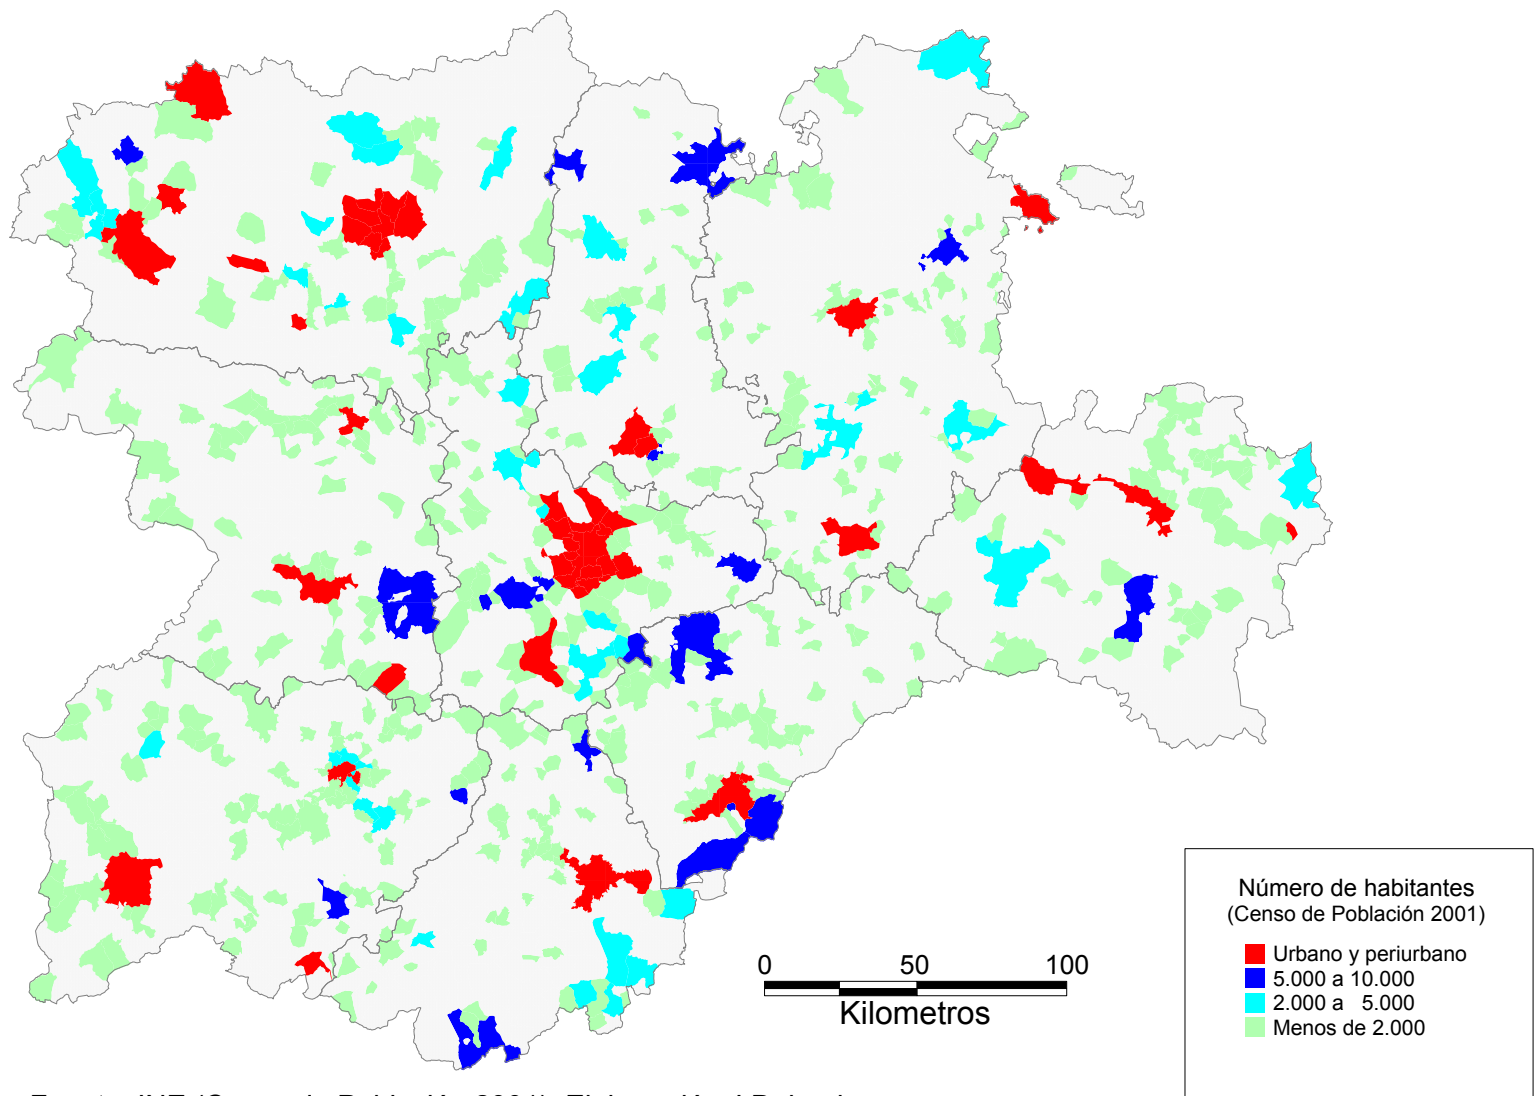 Número de habitantes
(Censo de Población 2001)
Urbano y periurbano
5.000 a 10.000
2.000 a 5.000
Menos de 2.000
0 50 100
Kilometros